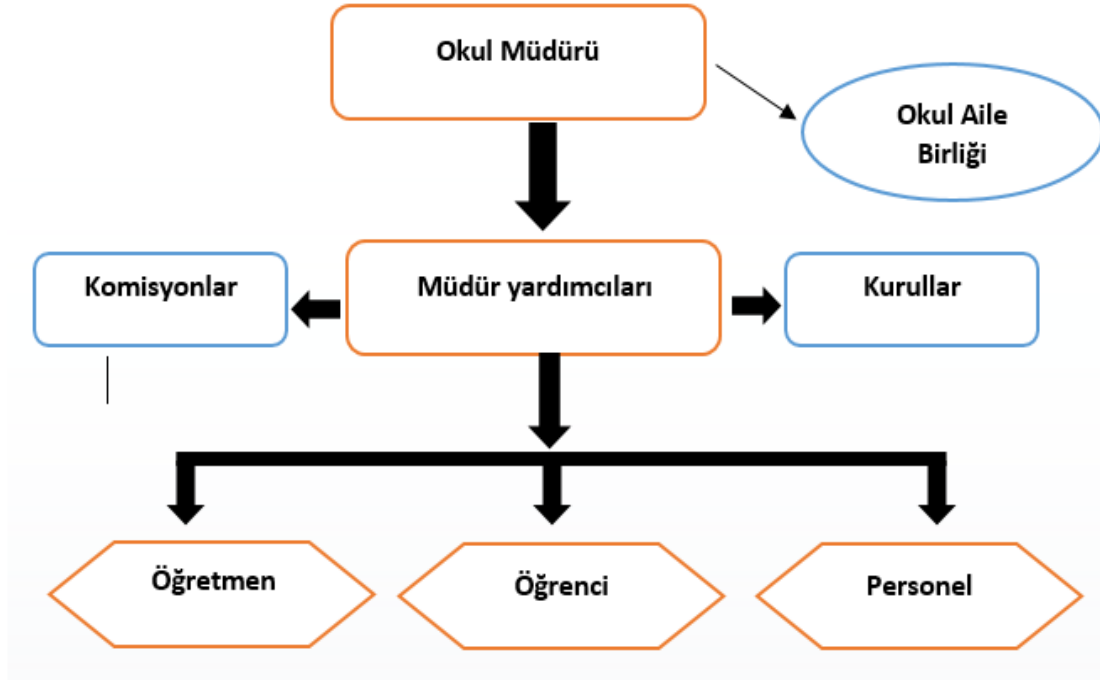 Okul Müdürü
Okul Aile
Birliği
Komisyonlar
Müdür yardımcıları
Kurullar
Öğretmen
Öğrenci
Personel